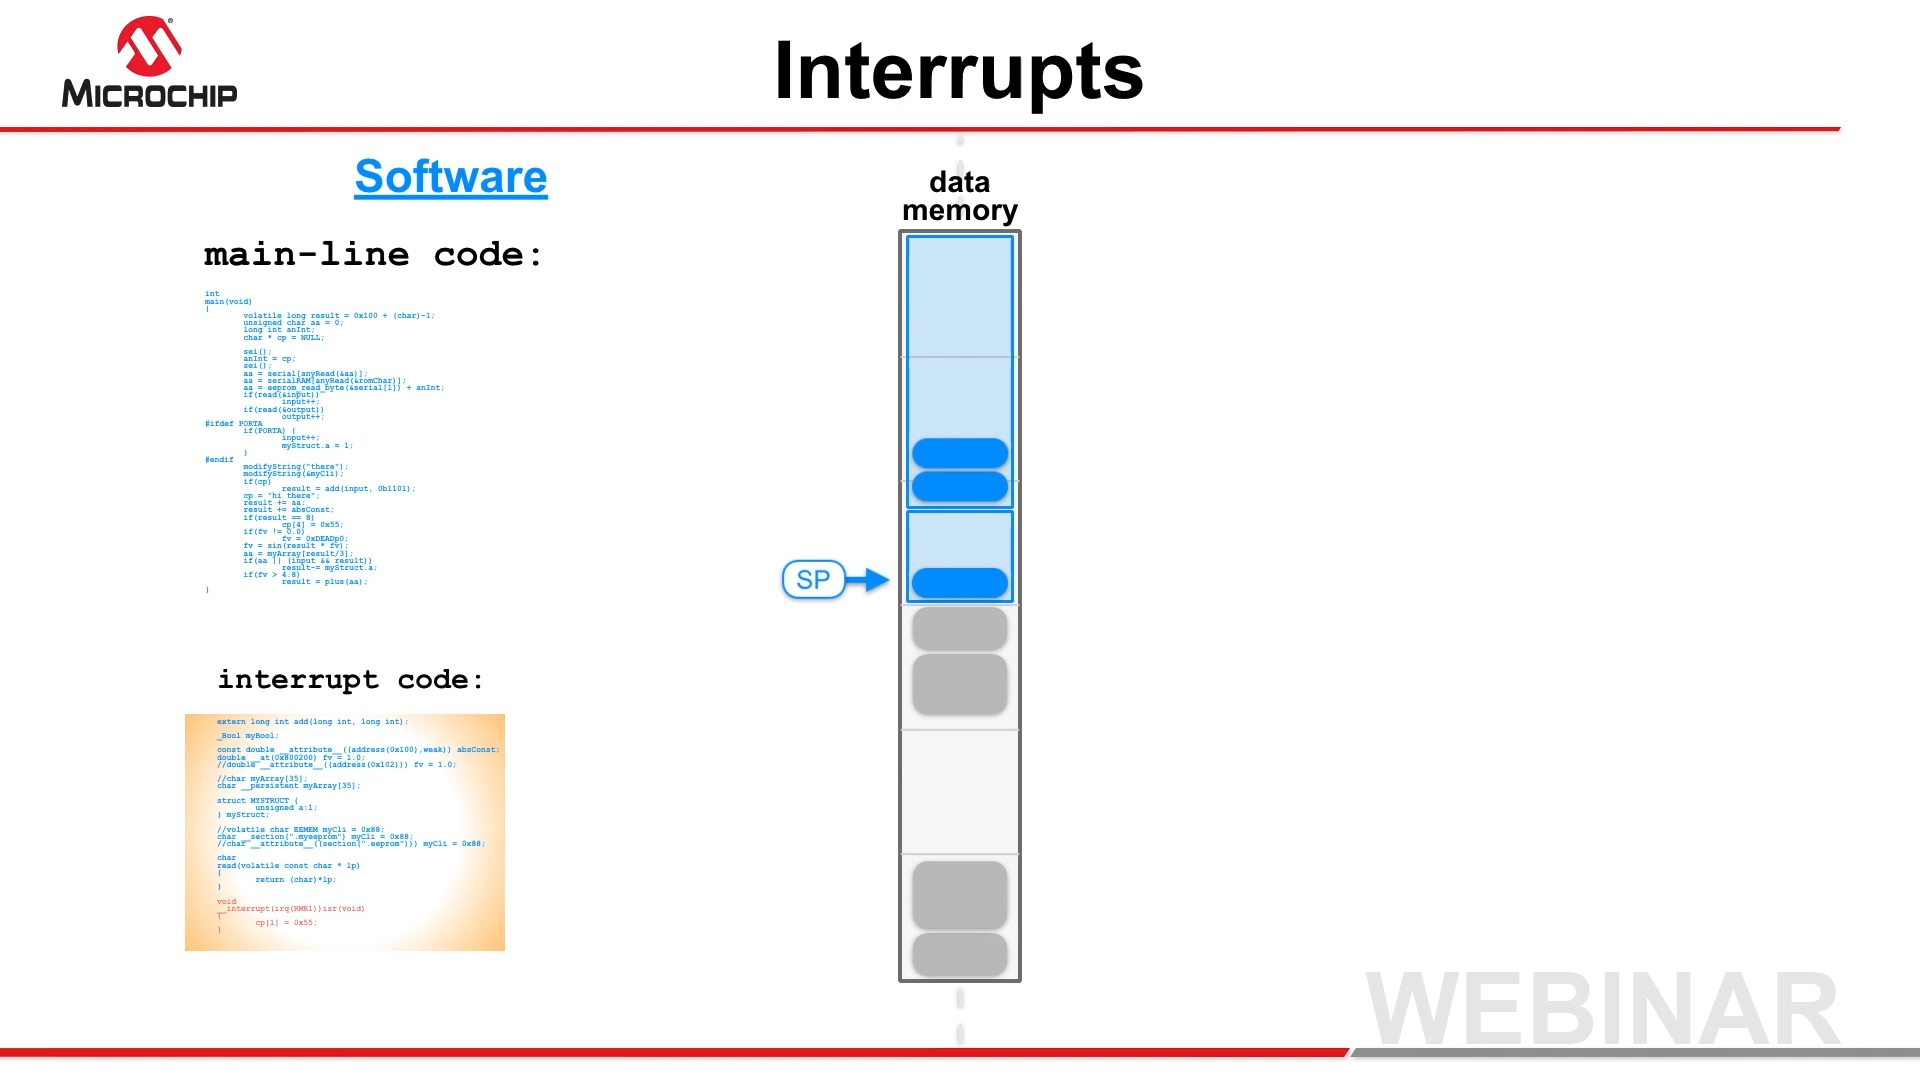 MICROCHIP
Interrupts
Software
data
memory
main-line code:
int
main(void)
{
volatile long result = 0x100 + (char)-1;
unsigned char aa = 0;
long int anInt;
char * cp = NULL;
sei();
anInt = cp;
sei();
aa = serial[anyRead(&aa)];
aa = serialRAM[anyRead(&romChar)];
aa = eeprom_read_byte(&serial[1]) + anInt;
if(read(&input))
input++;
if(read(&output))
output++;
#ifdef PORTA
if(PORTA) {
input++;
myStruct.a = 1;
}
#endif
modifyString("there");
modifyString(&myCli);
if(cp)
result = add(input, 0b1101);
cp = "hi there";
result += aa;
result += absConst;
if(result == 8)
cp[4] = 0x55;
if(fv != 0.0)
fv = 0xDEADp0;
fv = sin(result * fv);
aa = myArray[result/3];
if(aa || (input && result))
result-= myStruct.a;
if(fv > 4.8)
result = plus(aa);
}
SP
interrupt code:
extern long int add(long int, long int);
_Bool myBool;
const double __attribute__((address(0x100),weak)) absConst;
double __at(0x800200) fv = 1.0;
//double __attribute__((address(0x102))) fv = 1.0;
//char myArray[35];
char __persistent myArray[35];
struct MYSTRUCT {
unsigned a:1;
} myStruct;
//volatile char EEMEM myCli = 0x88;
char __section(".myeeprom") myCli = 0x88;
//char __attribute__((section(".eeprom"))) myCli = 0x88;
char
read(volatile const char * lp)
{
return (char)*lp;
}
void
__interrupt(irq(RMR1))isr(void)
{
cp[1] = 0x55;
}
WEBINAR